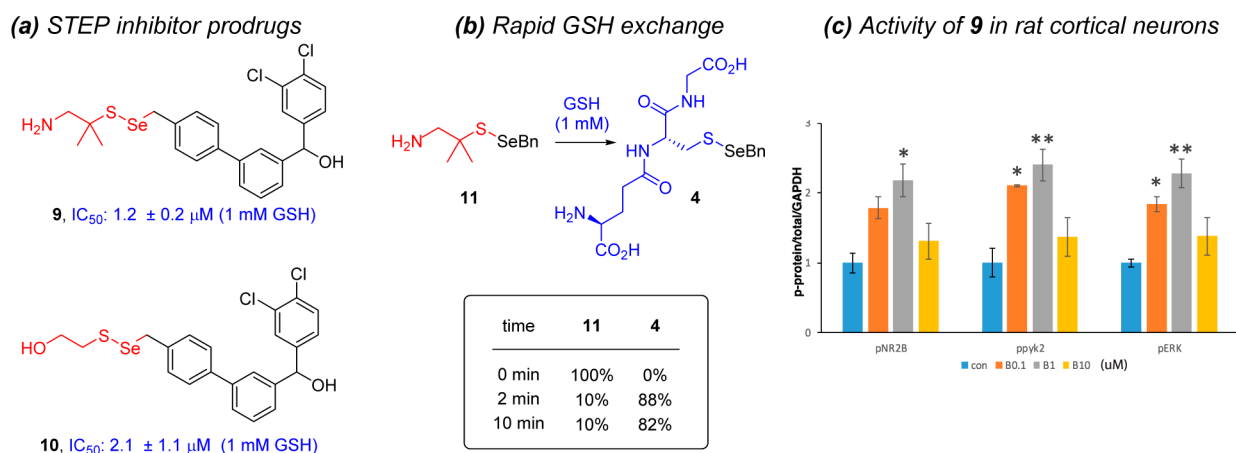 (a) STEP inhibitor prodrugs
Cl
Cl
H2N
S
Se
OH
9, IC50: 1.2 ± 0.2 μM (1 mM GSH)
Cl
Cl
HO
S
Se
OH
10, IC50: 2.1 ± 1.1 μM (1 mM GSH)
(b) Rapid GSH exchange
H2N
S
SeBn
11
GSH
(1 mM)
CO2H
O
NH
S
SeBn
HN
O
H2N
CO2H
4
time 11 4
0 min 100% 0%
2 min 10% 88%
10 min 10% 82%
(c) Activity of 9 in rat cortical neurons
p-protein/total/GAPDH
3
2
1
0
*
*
**
*
**
pNR2B ppyk2 pERK
con B0.1 B1 B10 (uM)